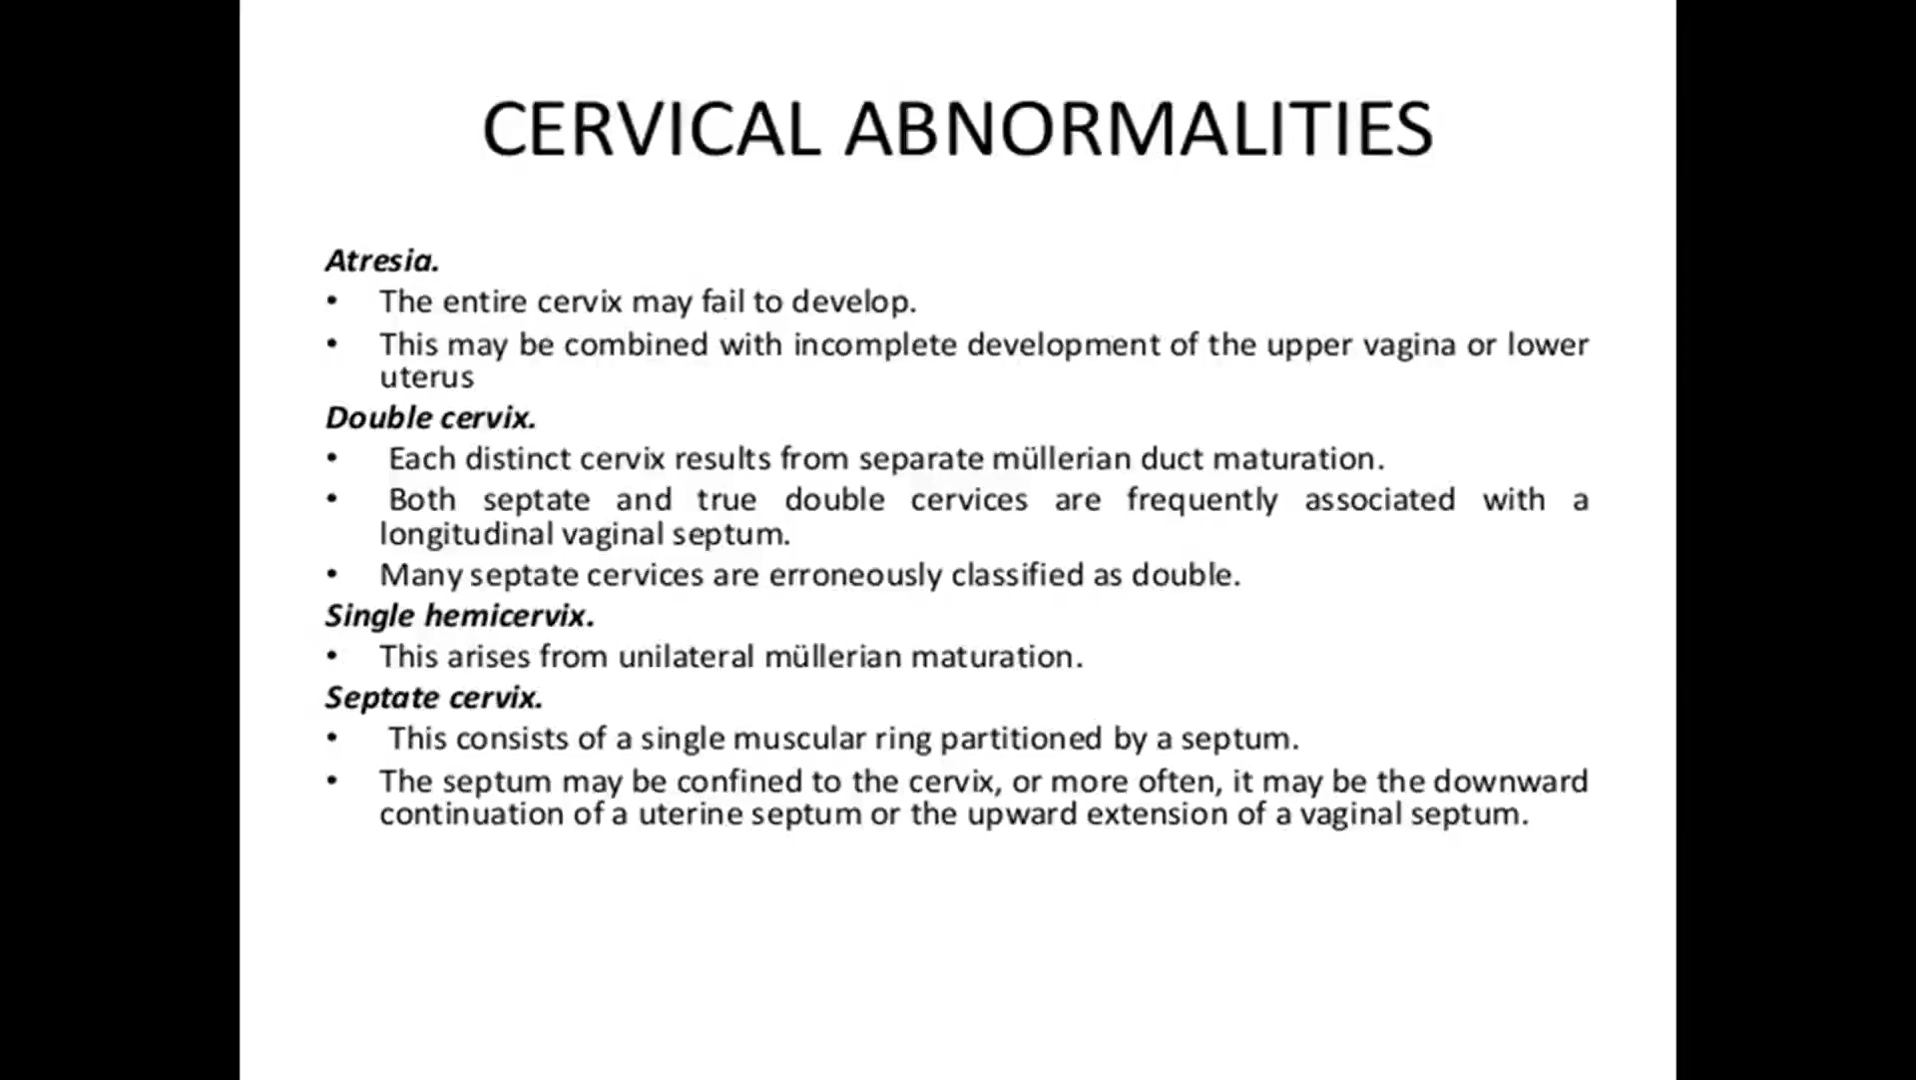 CERVICAL ABNORMALITIES
Atresia.
• The entire cervix may fail to develop.
• This may be combined with incomplete development of the upper vagina or lower
uterus
Double cervix.
• Each distinct cervix results from separate müllerian duct maturation.
• Both septate and true double cervices are frequently associated with a
longitudinal vaginal septum.
• Many septate cervices are erroneously classified as double.
Single hemicervix.
• This arises from unilateral müllerian maturation.
Septate cervix.
• This consists of a single muscular ring partitioned by a septum.
• The septum may be confined to the cervix, or more often, it may be the downward
continuation of a uterine septum or the upward extension of a vaginal septum.